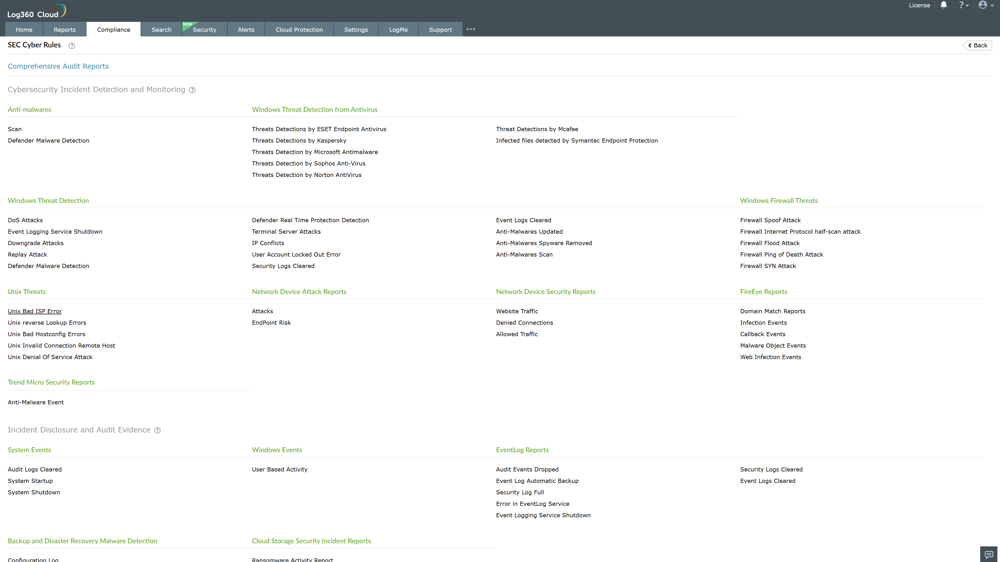 Log360 Cloud
License
?
Home
Reports
Compliance
Search
NEW
Security
Alerts
Cloud Protection
Settings
LogMe
Support
SEC Cyber Rules ?
Back
Comprehensive Audit Reports
Cybersecurity Incident Detection and Monitoring ?
Anti-malwares
Scan
Defender Malware Detection
Windows Threat Detection from Antivirus
Threats Detections by ESET Endpoint Antivirus
Threats Detections by Kaspersky
Threats Detection by Microsoft Antimalware
Threats Detection by Sophos Anti-Virus
Threats Detection by Norton AntiVirus
Threat Detections by Mcafee
Infected files detected by Symantec Endpoint Protection
Windows Threat Detection
DoS Attacks
Event Logging Service Shutdown
Downgrade Attacks
Replay Attack
Defender Malware Detection
Defender Real Time Protection Detection
Terminal Server Attacks
IP Conflicts
User Account Locked Out Error
Security Logs Cleared
Event Logs Cleared
Anti-Malwares Updated
Anti-Malwares Spyware Removed
Anti-Malwares Scan
Windows Firewall Threats
Firewall Spoof Attack
Firewall Internet Protocol half-scan attack
Firewall Flood Attack
Firewall Ping of Death Attack
Firewall SYN Attack
Unix Threats
Unix Bad ISP Error
Unix reverse Lookup Errors
Unix Bad Hostconfig Errors
Unix Invalid Connection Remote Host
Unix Denial Of Service Attack
Network Device Attack Reports
Attacks
EndPoint Risk
Network Device Security Reports
Website Traffic
Denied Connections
Allowed Traffic
FireEye Reports
Domain Match Reports
Infection Events
Callback Events
Malware Object Events
Web Infection Events
Trend Micro Security Reports
Anti-Malware Event
Incident Disclosure and Audit Evidence ?
System Events
Audit Logs Cleared
System Startup
System Shutdown
Windows Events
User Based Activity
EventLog Reports
Audit Events Dropped
Event Log Automatic Backup
Security Log Full
Error in EventLog Service
Event Logging Service Shutdown
Security Logs Cleared
Event Logs Cleared
Backup and Disaster Recovery Malware Detection
Configuration Log
Cloud Storage Security Incident Reports
Ransomware Activity Report